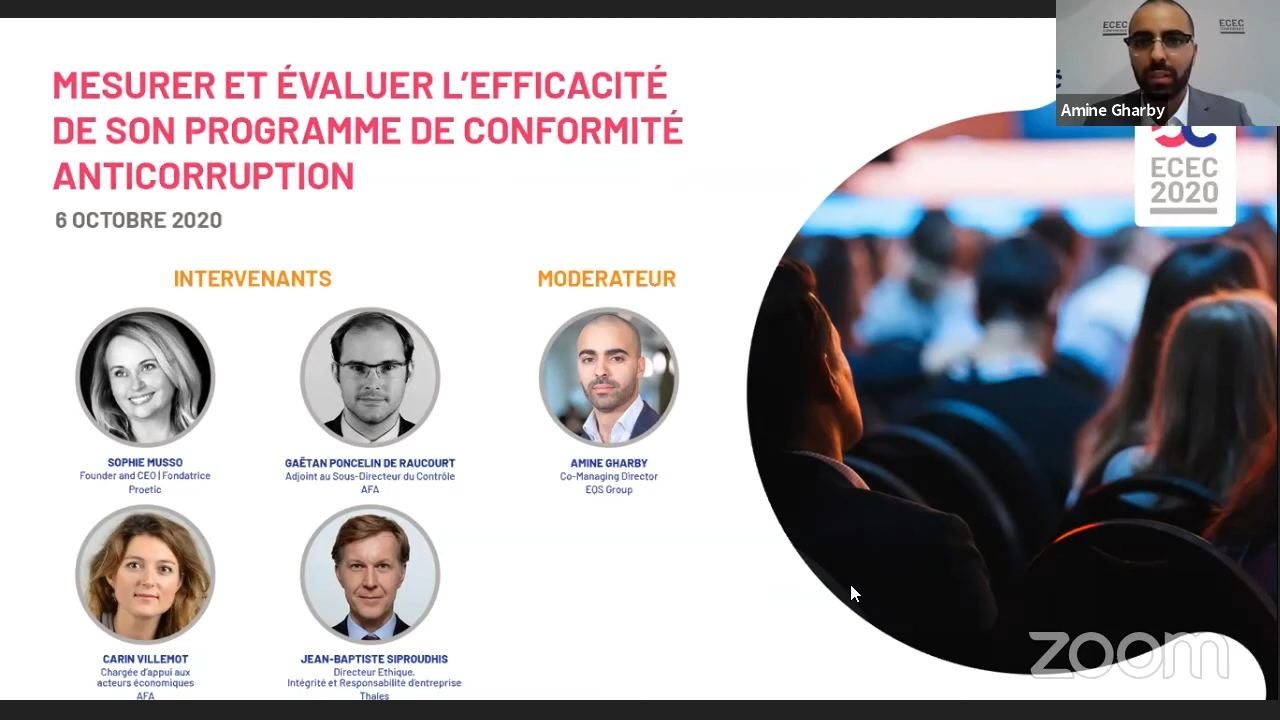 MESURER ET ÉVALUER L'EFFICACITÉ
DE SON PROGRAMME DE CONFORMITÉ
ANTICORRUPTION
6 OCTOBRE 2020
INTERVENANTS
MODERATEUR
SOPHIE MUSSO
Founder and CEO | Fondatrice
Proetic
GAËTAN PONCELIN DE RAUCOURT
Adjoint au Sous-Directeur du Contrôle
AFA
AMINE GHARBY
Co-Managing Director
EQS Group
CARIN VILLEMOT
Chargée d'appui aux
acteurs économiques
AFA
JEAN-BAPTISTE SIPROUDHIS
Directeur Ethique,
Intégrité et Responsabilité d'entreprise
Thales
ECEC
ECEC
Amine Gharby
ECEC
2020
zoom